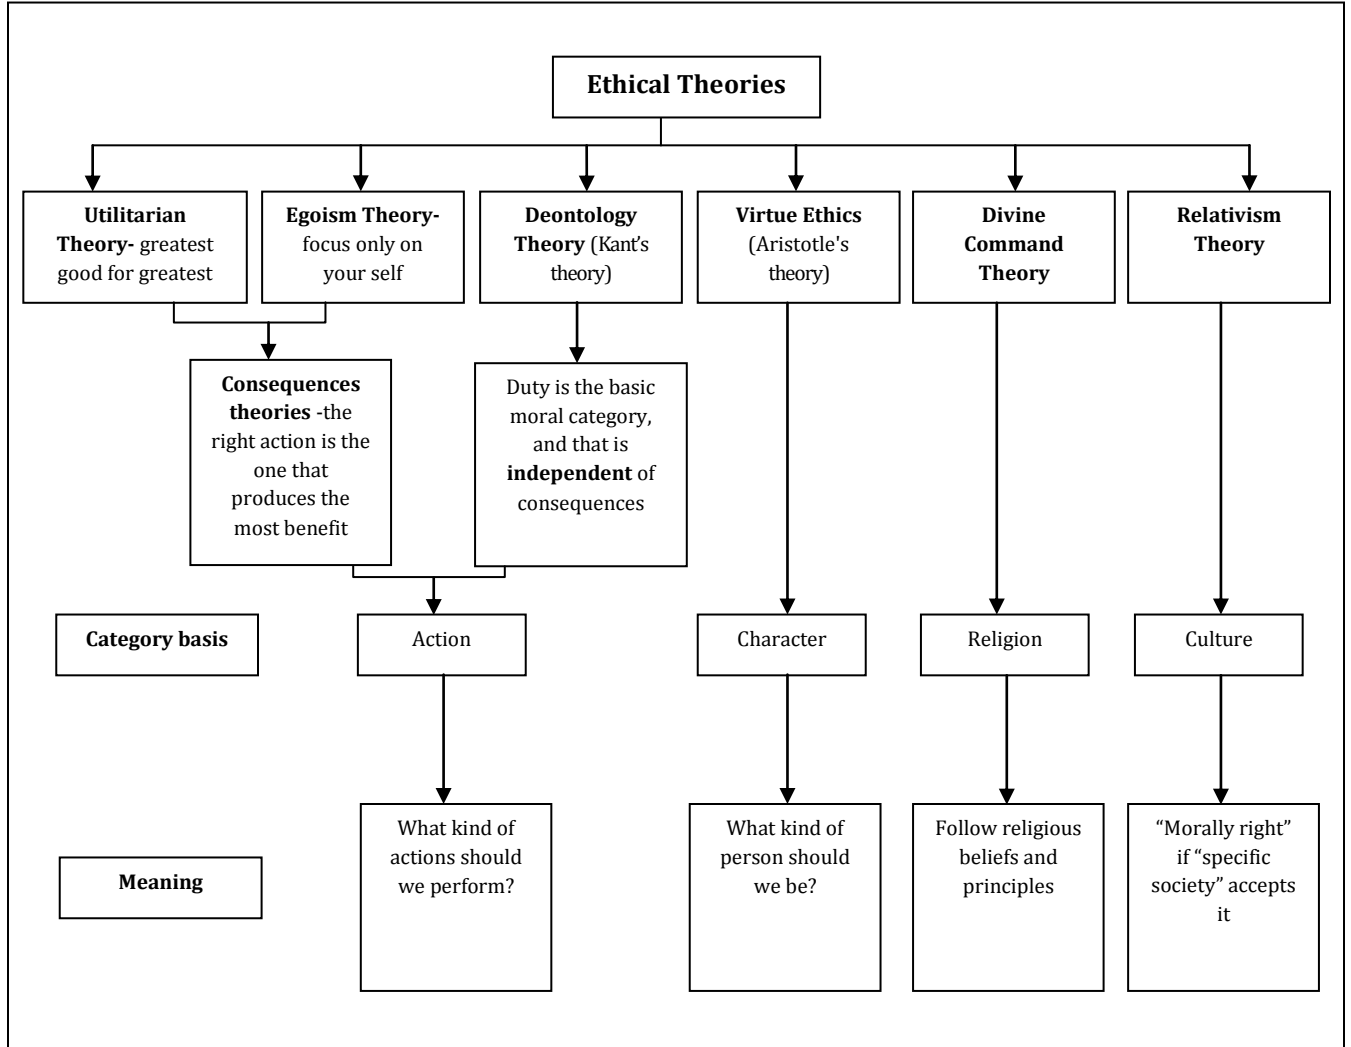 Ethical Theories
Utilitarian
Theory- greatest
good for greatest
Egoism Theory-
focus only on
your self
Deontology
Theory (Kant's
theory)
Virtue Ethics
(Aristotle's
theory)
Divine
Command
Theory
Relativism
Theory
Consequences
theories -the
right action is the
one that
produces the
most benefit
Duty is the basic
moral category,
and that is
independent of
consequences
Category basis
Action
Character
Religion
Culture
Meaning
What kind of
actions should
we perform?
What kind of
person should
we be?
Follow religious
beliefs and
principles
“Morally right”
if “specific
society” accepts
it